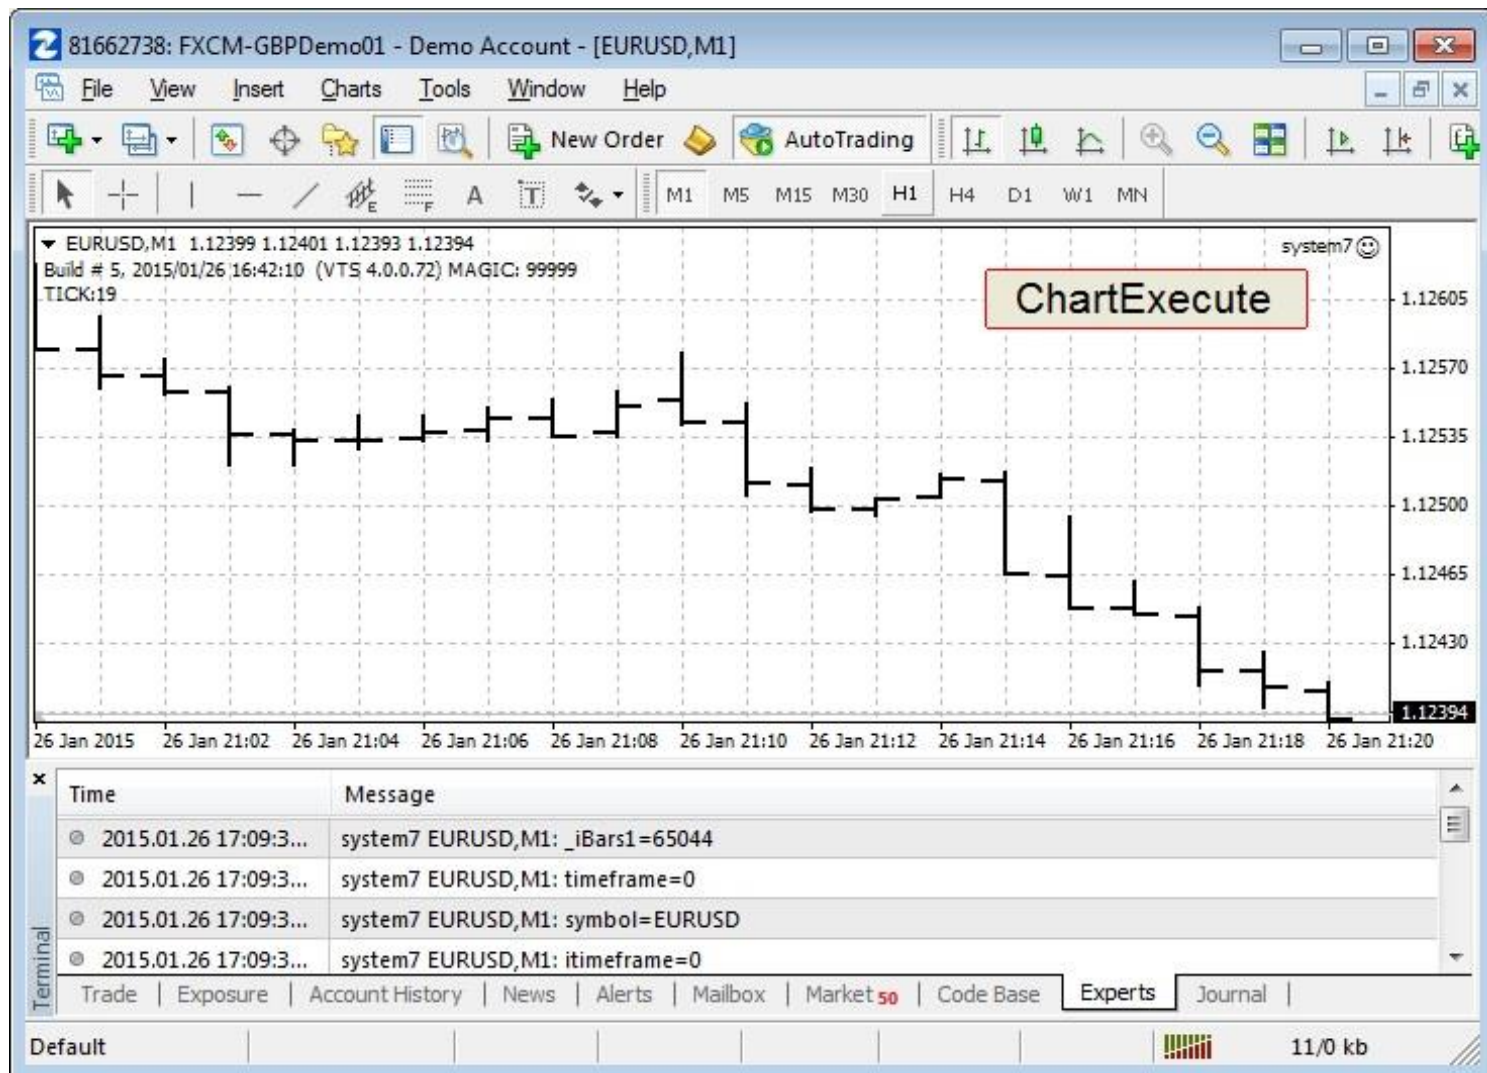 81662738: FXCM-GBPDemo01 - Demo Account - [EURUSD,M1]
File View Insert Charts Tools Window Help
New Order AutoTrading
E F A T M1 M5 M15 M30 H1 H4 D1 W1 MN
EURUSD,M1 1.12399 1.12401 1.12393 1.12394 system7
Build # 5, 2015/01/26 16:42:10 (VTS 4.0.0.72) MAGIC: 99999
TICK:19
ChartExecute
1.12605
1.12570
1.12535
1.12500
1.12465
1.12430
1.12394
26 Jan 2015 26 Jan 21:02 26 Jan 21:04 26 Jan 21:06 26 Jan 21:08 26 Jan 21:10 26 Jan 21:12 26 Jan 21:14 26 Jan 21:16 26 Jan 21:18 26 Jan 21:20
Time Message
2015.01.26 17:09:3... system7 EURUSD,M1: _iBars1=65044
2015.01.26 17:09:3... system7 EURUSD,M1: timeframe=0
2015.01.26 17:09:3... system7 EURUSD,M1: symbol=EURUSD
2015.01.26 17:09:3... system7 EURUSD,M1: itimeframe=0
Terminal
Trade | Exposure | Account History | News | Alerts | Mailbox | Market 50 | Code Base Experts Journal |
Default 11/0 kb